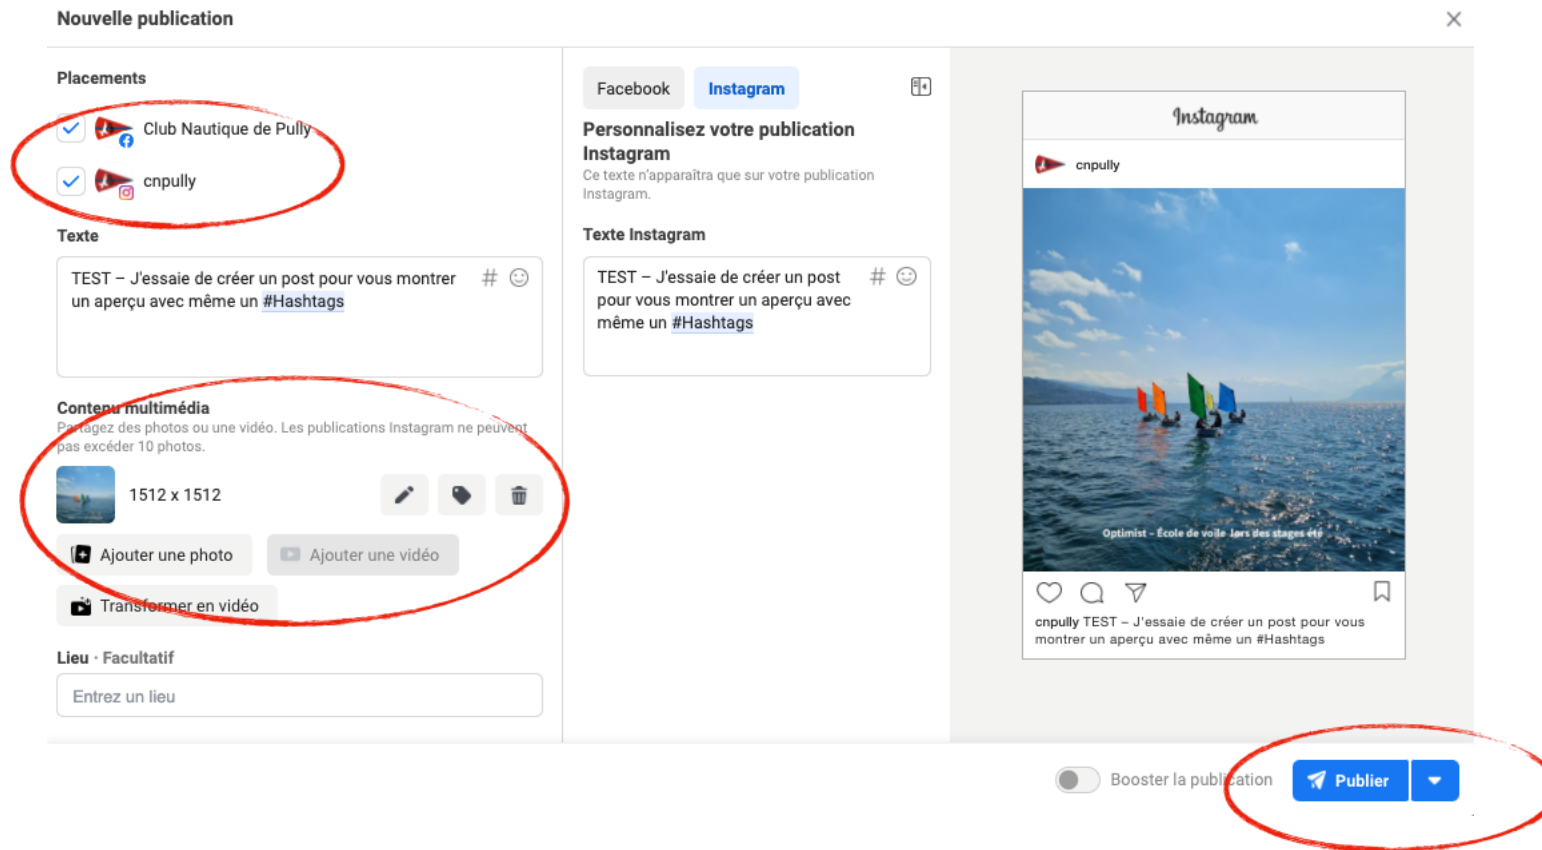 Nouvelle publication
Placements
Club Nautique de Pully
cnpully
Texte
TEST – J'essaie de créer un post pour vous montrer
un aperçu avec même un #Hashtags
Contenu multimédia
Partagez des photos ou une vidéo. Les publications Instagram ne peuvent
pas excéder 10 photos.
1512 x 1512
Ajouter une photo
Ajouter une vidéo
Transformer en vidéo
Lieu · Facultatif
Entrez un lieu
Facebook
Instagram
Personnalisez votre publication
Instagram
Ce texte n'apparaîtra que sur votre publication
Instagram.
Texte Instagram
TEST – J'essaie de créer un post
pour vous montrer un aperçu avec
même un #Hashtags
Instagram
cnpully
Optimist – École de voile lors des stages été
cnpully TEST – J'essaie de créer un post pour vous
montrer un aperçu avec même un #Hashtags
Booster la publication
Publier